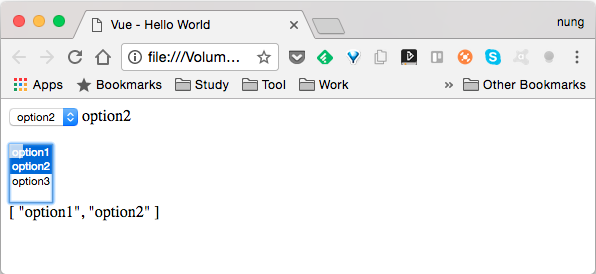 Vue - Hello World
nung
file:///Volum...
Apps Bookmarks Study Tool Work » Other Bookmarks
option2 option2
option1
option2
option3
[ "option1", "option2" ]